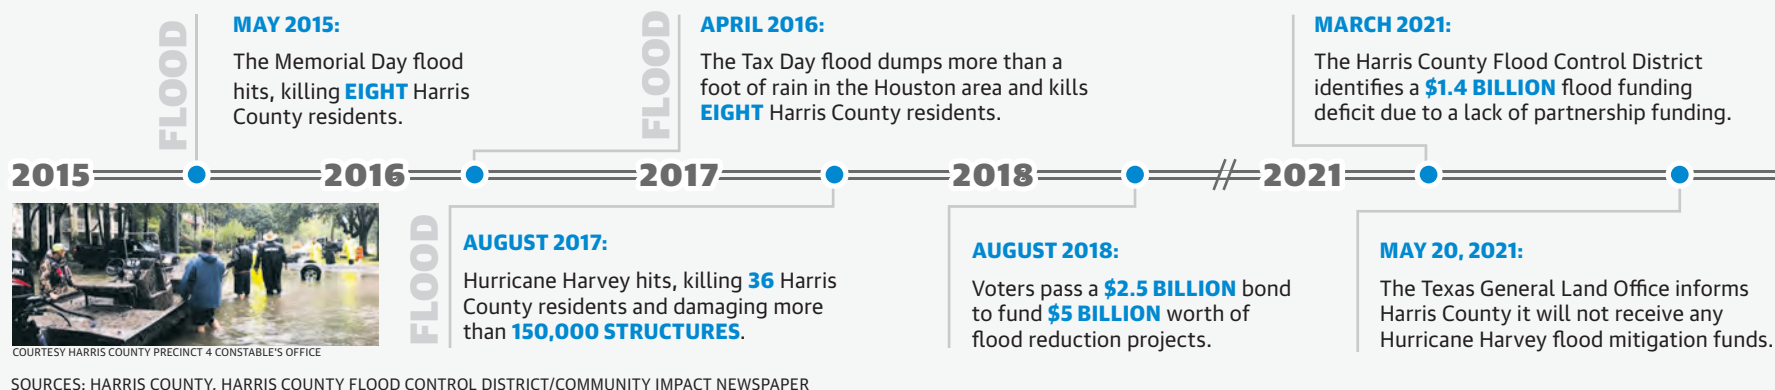 FLOOD
MAY 2015:
The Memorial Day flood
hits, killing EIGHT Harris
County residents.
FLOOD
APRIL 2016:
The Tax Day flood dumps more than a
foot of rain in the Houston area and kills
EIGHT Harris County residents.
MARCH 2021:
The Harris County Flood Control District
identifies a $1.4 BILLION flood funding
deficit due to a lack of partnership funding.
2015 2016 2017 2018 // 2021
FLOOD
AUGUST 2017:
Hurricane Harvey hits, killing 36 Harris
County residents and damaging more
than 150,000 STRUCTURES.
AUGUST 2018:
Voters pass a $2.5 BILLION bond
to fund $5 BILLION worth of
flood reduction projects.
MAY 20, 2021:
The Texas General Land Office informs
Harris County it will not receive any
Hurricane Harvey flood mitigation funds.
COURTESY HARRIS COUNTY PRECINCT 4 CONSTABLE'S OFFICE
SOURCES: HARRIS COUNTY, HARRIS COUNTY FLOOD CONTROL DISTRICT/COMMUNITY IMPACT NEWSPAPER